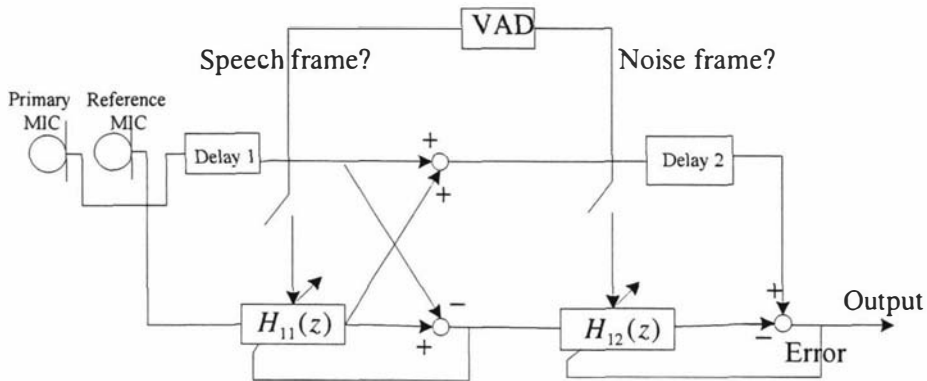 VAD
Speech frame?
Noise frame?
Primary
MIC
Reference
MIC
Delay 1
+
+
Delay 2
H₁₁(z)
−
+
H₁₂(z)
+
−
Output
Error